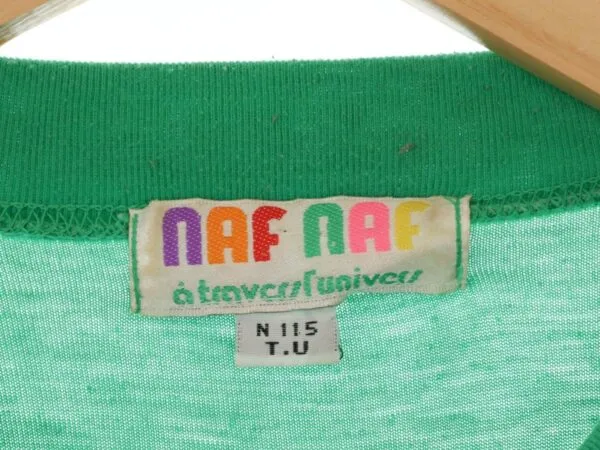 NAF NAF
à travers l'univers
N 115
T.U